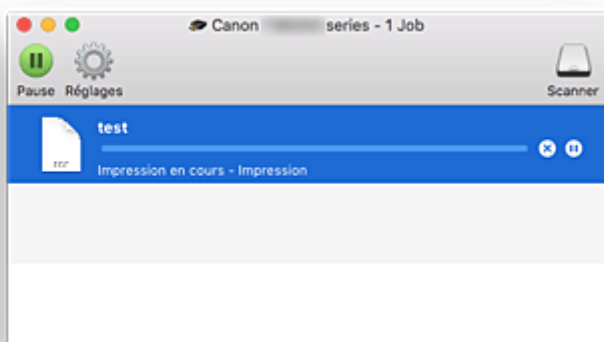 Canon series - 1 Job
Pause Réglages Scanner
test
Impression en cours - Impression